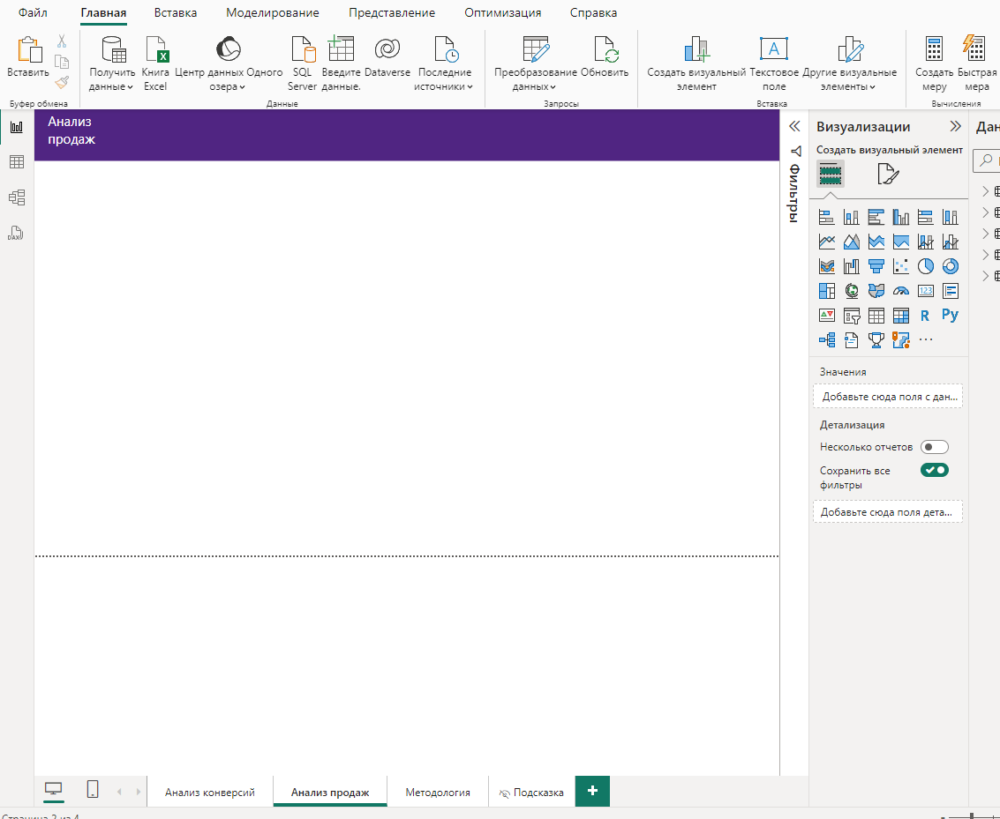 Файл Главная Вставка Моделирование Представление Оптимизация Справка
Вставить
Буфер обмена
Получить данные
Книга Excel
Центр данных Одного озера
SQL Server
Введите данные.
Dataverse
Последние источники
Данные
Преобразование данных
Обновить
Запросы
Создать визуальный элемент
Текстовое поле
A
Другие визуальные элементы
Вставка
Создать меру
Быстрая мера
Вычисления
DAX
Анализ
продаж
Фильтры
Визуализации
Создать визуальный элемент
123
R Py
Значения
Добавьте сюда поля с дан...
Детализация
Несколько отчетов
Сохранить все
фильтры
Добавьте сюда поля дета...
Дан
Анализ конверсий Анализ продаж Методология Подсказка +
Страница 2 из 4